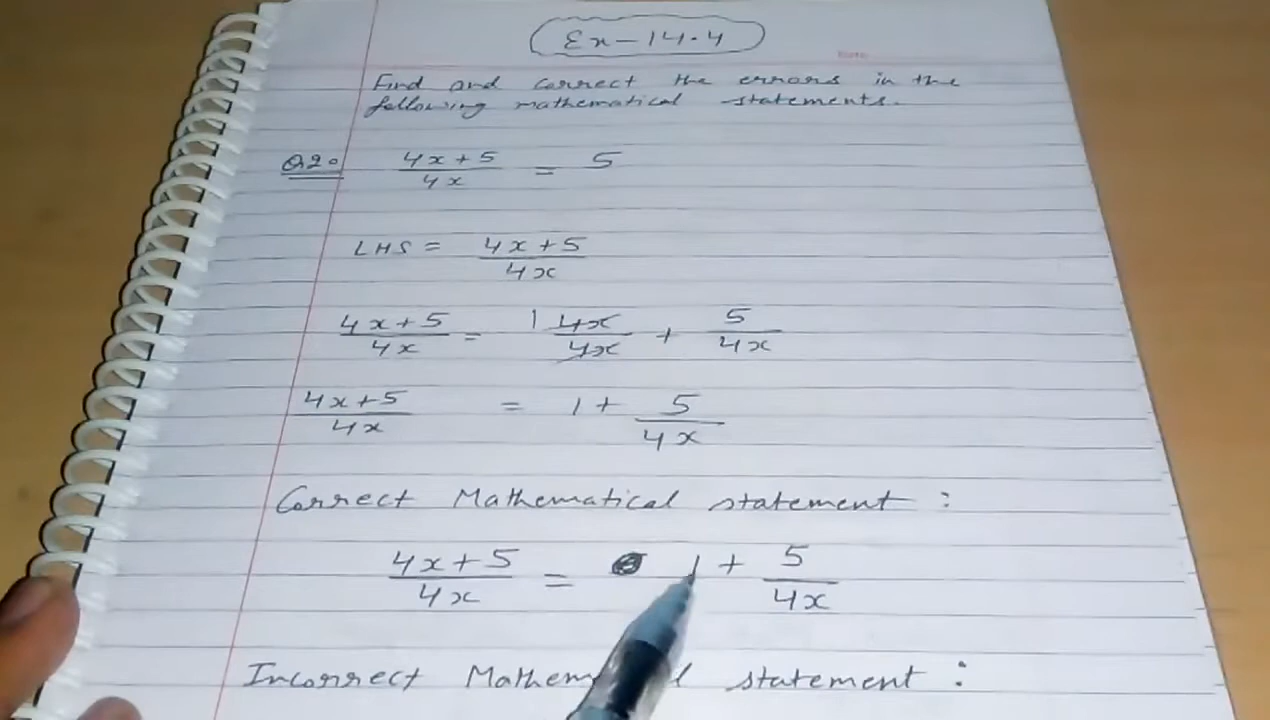 Ex-14.4
Date
Find and correct the errors in the
following mathematical statements.
Q20 (4x+5)/4x = 5
LHS = (4x+5)/4x
(4x+5)/4x = 1 4x/4x + 5/4x
(4x+5)/4x = 1 + 5/4x
Correct Mathematical statement :
(4x+5)/4x = 1 + 5/4x
Incorrect statement :